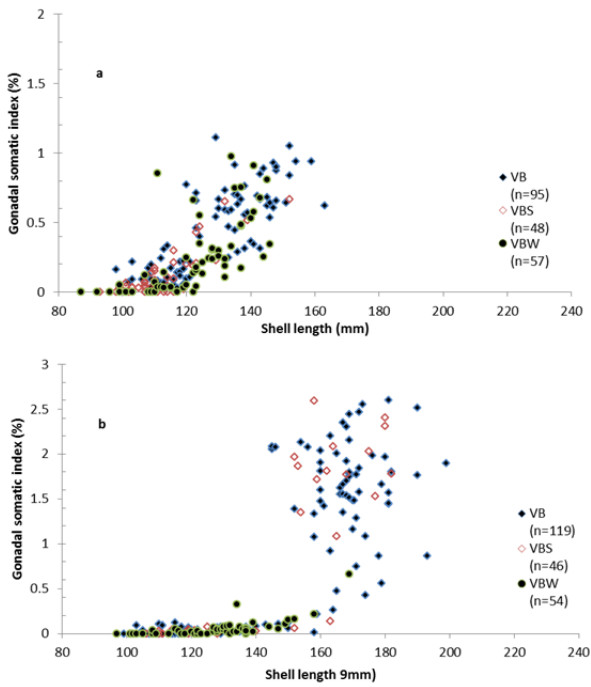 2
a
1.5
1
0.5
0
Gonadal somatic index (%)
80 100 120 140 160 180 200 220 240
Shell length (mm)
VB
(n=95)
VBS
(n=48)
VBW
(n=57)
3
b
2.5
2
1.5
1
0.5
0
Gonadal somatic index (%)
80 100 120 140 160 180 200 220 240
Shell length 9mm)
VB
(n=119)
VBS
(n=46)
VBW
(n=54)